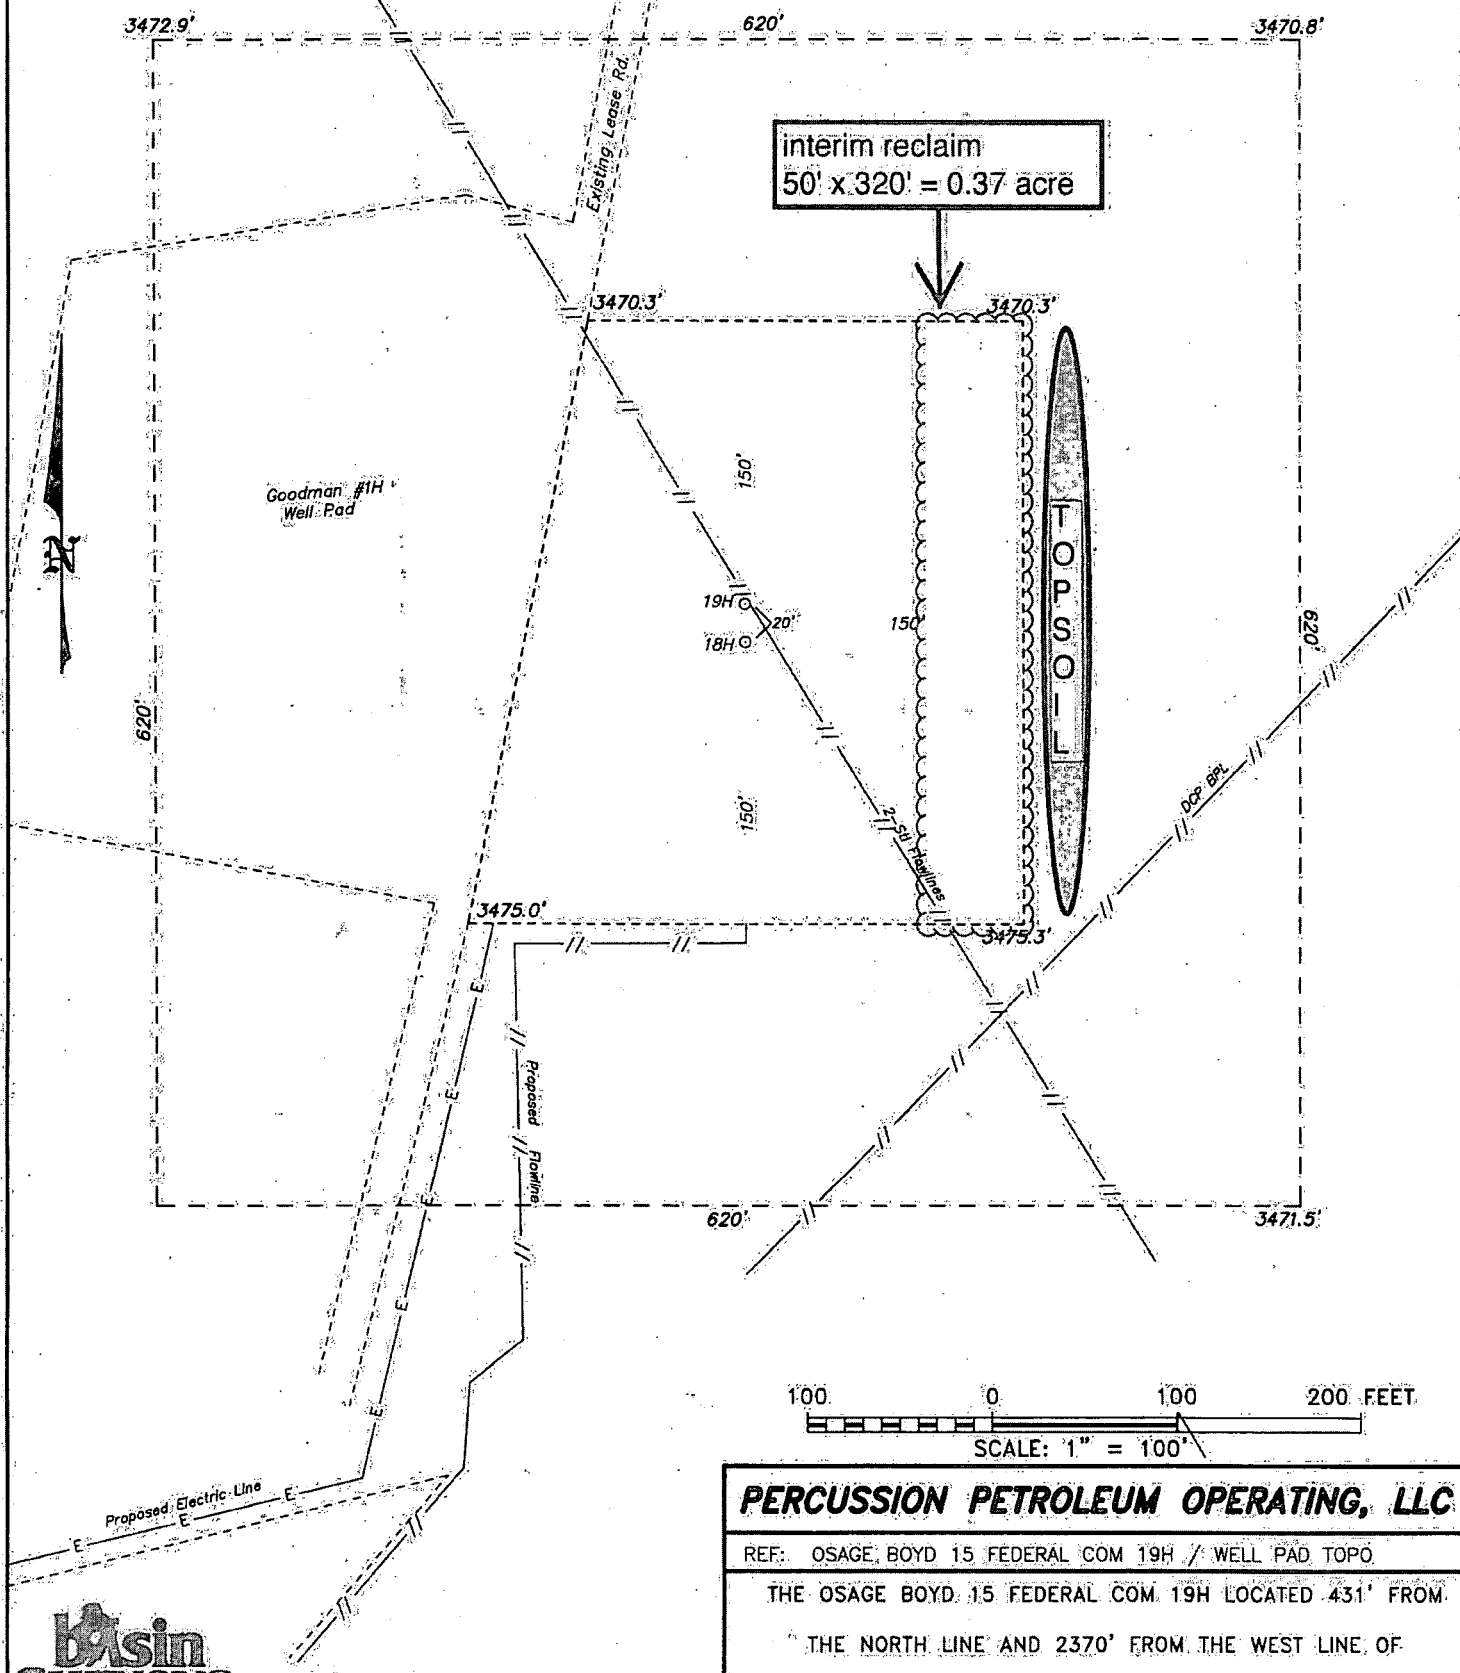 3472.9' 620' 3470.8'
Existing Lease Rd.
interim reclaim
50' x 320' = 0.37 acre
3470.3' 3470.3'
150'
Goodman #1H
Well Pad
TOPSOIL
N
19H
20'
150'
18H
620'
620'
150'
2-Stl Flowlines
DCP BPL
3475.0'
3475.3'
E
E
Proposed Flowline
E
620' 3471.5'
E
E
100 0 100 200 FEET
SCALE: 1" = 100'
Proposed Electric Line
E
E
E
PERCUSSION PETROLEUM OPERATING, LLC
REF: OSAGE BOYD 15 FEDERAL COM 19H / WELL PAD TOPO
THE OSAGE BOYD 15 FEDERAL COM 19H LOCATED 431' FROM
THE NORTH LINE AND 2370' FROM THE WEST LINE OF
basin